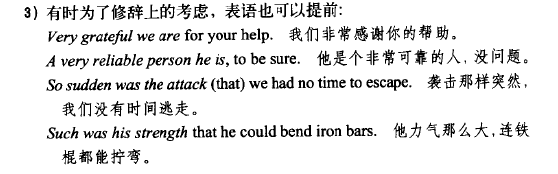 3）有时为了修辞上的考虑，表语也可以提前：
Very grateful we are for your help. 我们非常感谢你的帮助。
A very reliable person he is, to be sure. 他是个非常可靠的人，没问题。
So sudden was the attack (that) we had no time to escape. 袭击那样突然，
我们没有时间逃走。
Such was his strength that he could bend iron bars. 他力气那么大，连铁
棍都能拧弯。